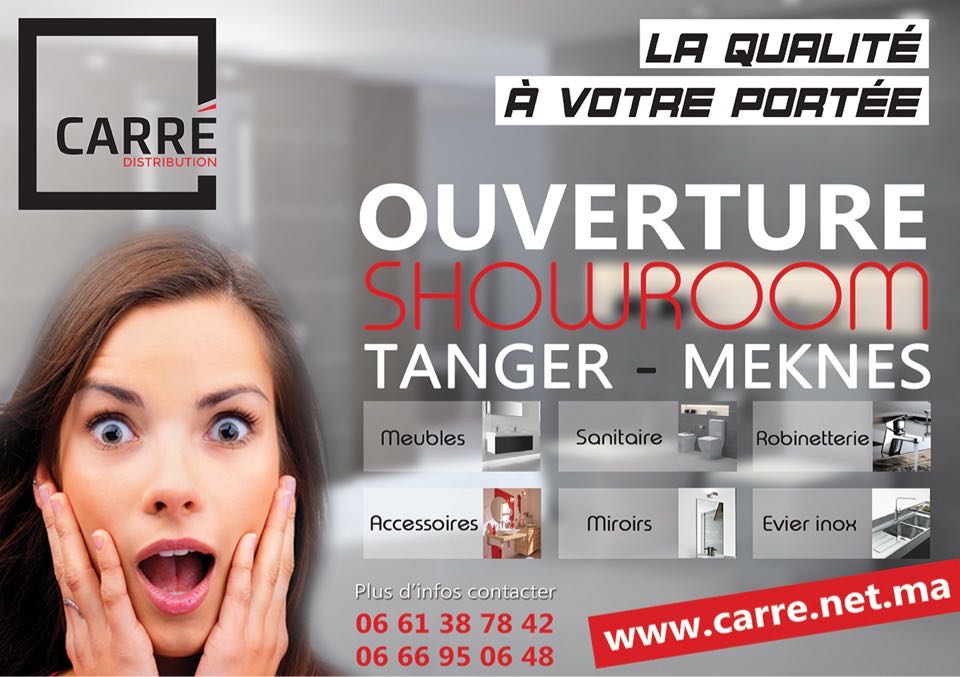 CARRÉ
DISTRIBUTION
LA QUALITÉ
À VOTRE PORTÉE
OUVERTURE
SHOWROOM
TANGER - MEKNES
Meubles
Sanitaire
Robinetterie
Accessoires
Miroirs
Evier inox
Plus d'infos contacter
06 61 38 78 42
06 66 95 06 48
www.carre.net.ma